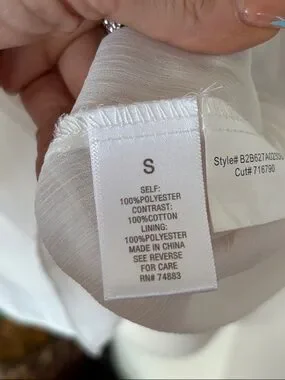 S
SELF:
100%POLYESTER
CONTRAST:
100%COTTON
LINING:
100%POLYESTER
MADE IN CHINA
SEE REVERSE
FOR CARE
RN# 74883
Style#
Cut# 716790